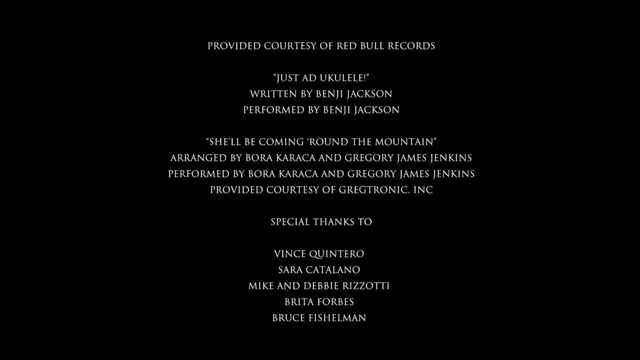 PROVIDED COURTESY OF RED BULL RECORDS
"JUST AD UKULELE!"
WRITTEN BY BENJI JACKSON
PERFORMED BY BENJI JACKSON
"SHE'LL BE COMING 'ROUND THE MOUNTAIN"
ARRANGED BY BORA KARACA AND GREGORY JAMES JENKINS
PERFORMED BY BORA KARACA AND GREGORY JAMES JENKINS
PROVIDED COURTESY OF GREGTRONIC, INC
SPECIAL THANKS TO
VINCE QUINTERO
SARA CATALANO
MIKE AND DEBBIE RIZZOTTI
BRITA FORBES
BRUCE FISHELMAN